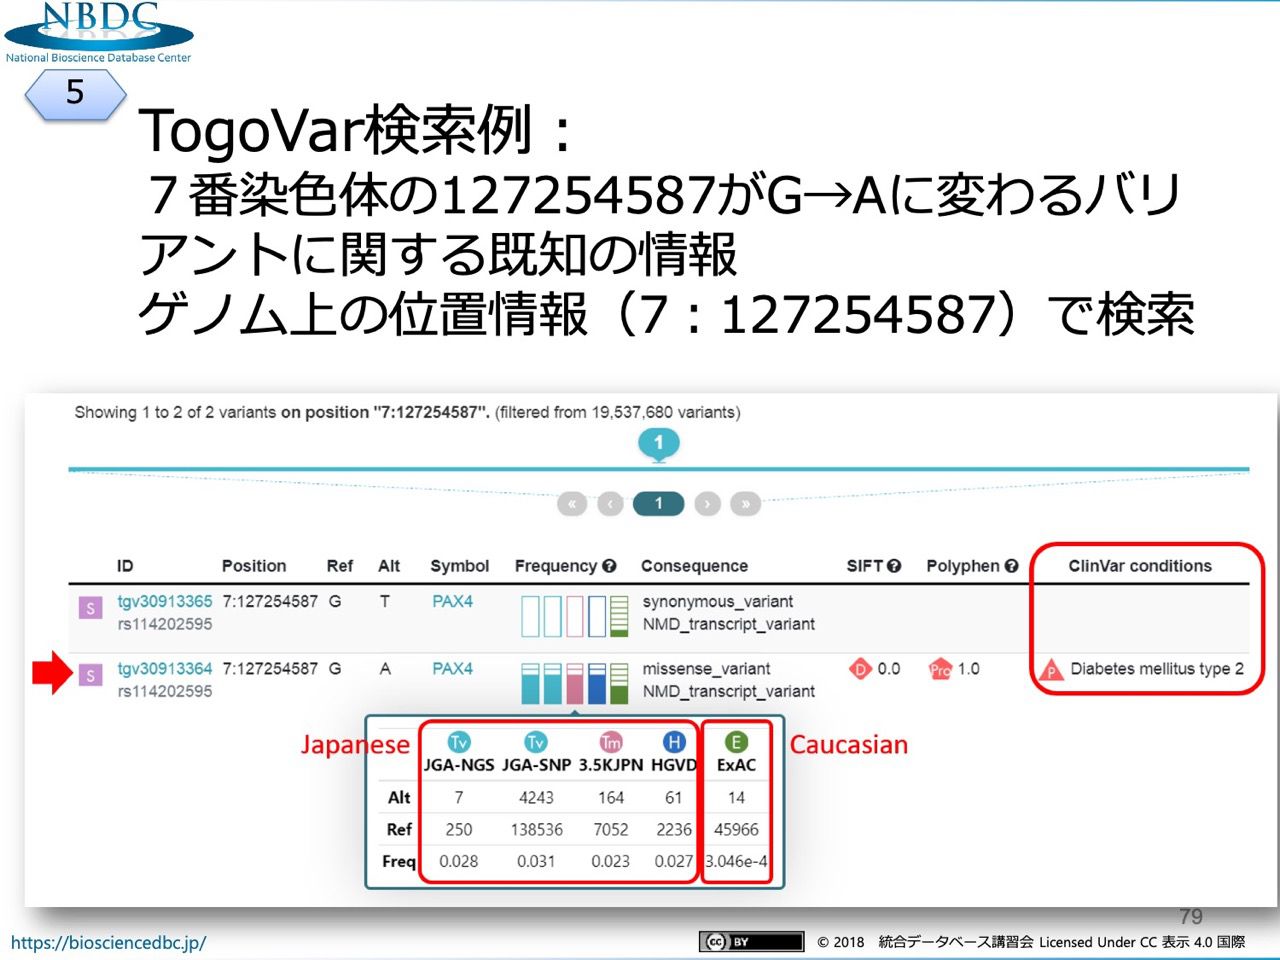 NBDC
National Bioscience Database Center
5
TogoVar検索例：
７番染色体の127254587がG→Aに変わるバリ
アントに関する既知の情報
ゲノム上の位置情報（7：127254587）で検索
Showing 1 to 2 of 2 variants on position "7:127254587". (filtered from 19,537,680 variants)
1
« ‹ 1 › »
ID Position Ref Alt Symbol Frequency ? Consequence SIFT ? Polyphen ? ClinVar conditions
S tgv30913365 7:127254587 G T PAX4 synonymous_variant
rs114202595 NMD_transcript_variant
S tgv30913364 7:127254587 G A PAX4 missense_variant D 0.0 Pro 1.0 P Diabetes mellitus type 2
rs114202595 NMD_transcript_variant
Japanese Tv Tv Tm H E Caucasian
JGA-NGS JGA-SNP 3.5KJPN HGVD ExAC
Alt 7 4243 164 61 14
Ref 250 138536 7052 2236 45966
Freq 0.028 0.031 0.023 0.027 3.046e-4
79
https://biosciencedbc.jp/
cc BY © 2018 統合データベース講習会 Licensed Under CC 表示 4.0 国際